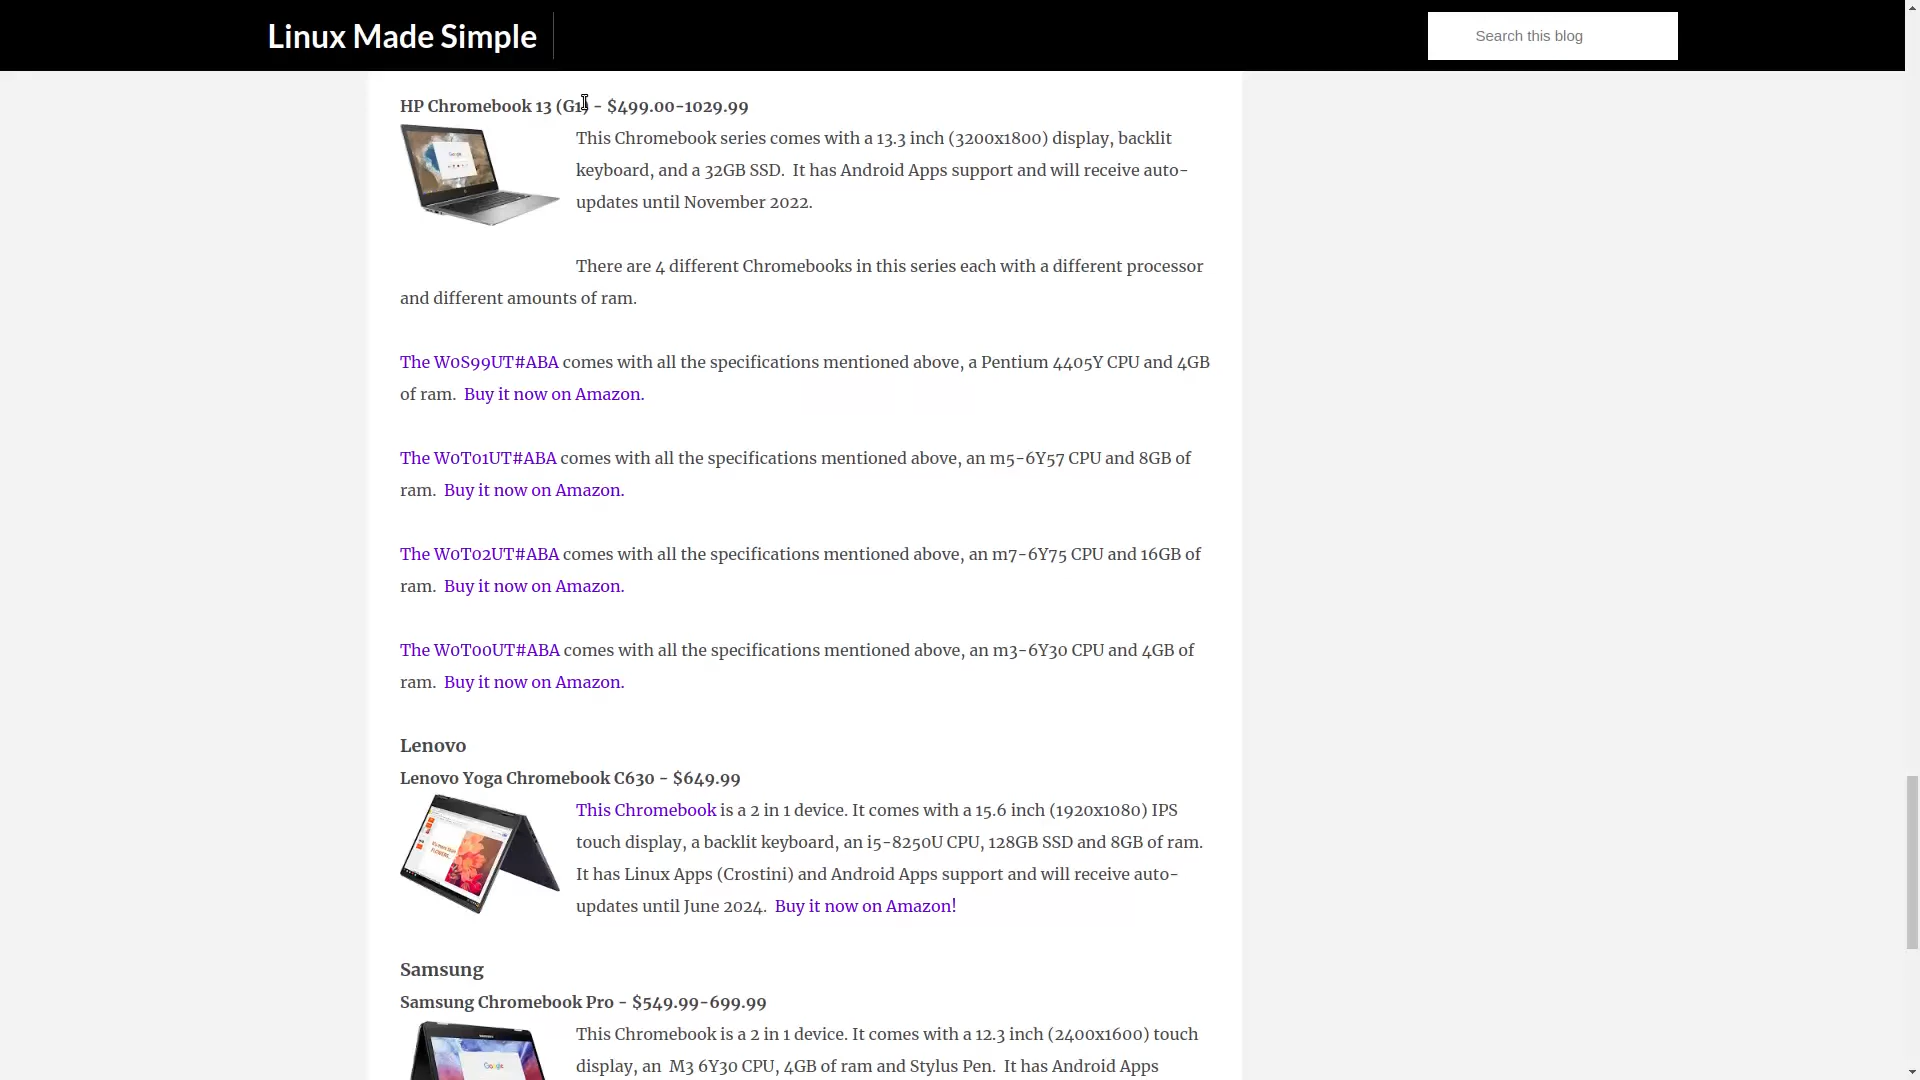 Linux Made Simple
Search this blog
HP Chromebook 13 (G1) - $499.00-1029.99
This Chromebook series comes with a 13.3 inch (3200x1800) display, backlit
keyboard, and a 32GB SSD.  It has Android Apps support and will receive auto-
updates until November 2022.
There are 4 different Chromebooks in this series each with a different processor
and different amounts of ram.
The W0S99UT#ABA comes with all the specifications mentioned above, a Pentium 4405Y CPU and 4GB
of ram.  Buy it now on Amazon.
The W0T01UT#ABA comes with all the specifications mentioned above, an m5-6Y57 CPU and 8GB of
ram.  Buy it now on Amazon.
The W0T02UT#ABA comes with all the specifications mentioned above, an m7-6Y75 CPU and 16GB of
ram.  Buy it now on Amazon.
The W0T00UT#ABA comes with all the specifications mentioned above, an m3-6Y30 CPU and 4GB of
ram.  Buy it now on Amazon.
Lenovo
Lenovo Yoga Chromebook C630 - $649.99
This Chromebook is a 2 in 1 device. It comes with a 15.6 inch (1920x1080) IPS
touch display, a backlit keyboard, an i5-8250U CPU, 128GB SSD and 8GB of ram.
It has Linux Apps (Crostini) and Android Apps support and will receive auto-
updates until June 2024.  Buy it now on Amazon!
Samsung
Samsung Chromebook Pro - $549.99-699.99
This Chromebook is a 2 in 1 device. It comes with a 12.3 inch (2400x1600) touch
display, an  M3 6Y30 CPU, 4GB of ram and Stylus Pen.  It has Android Apps
Google